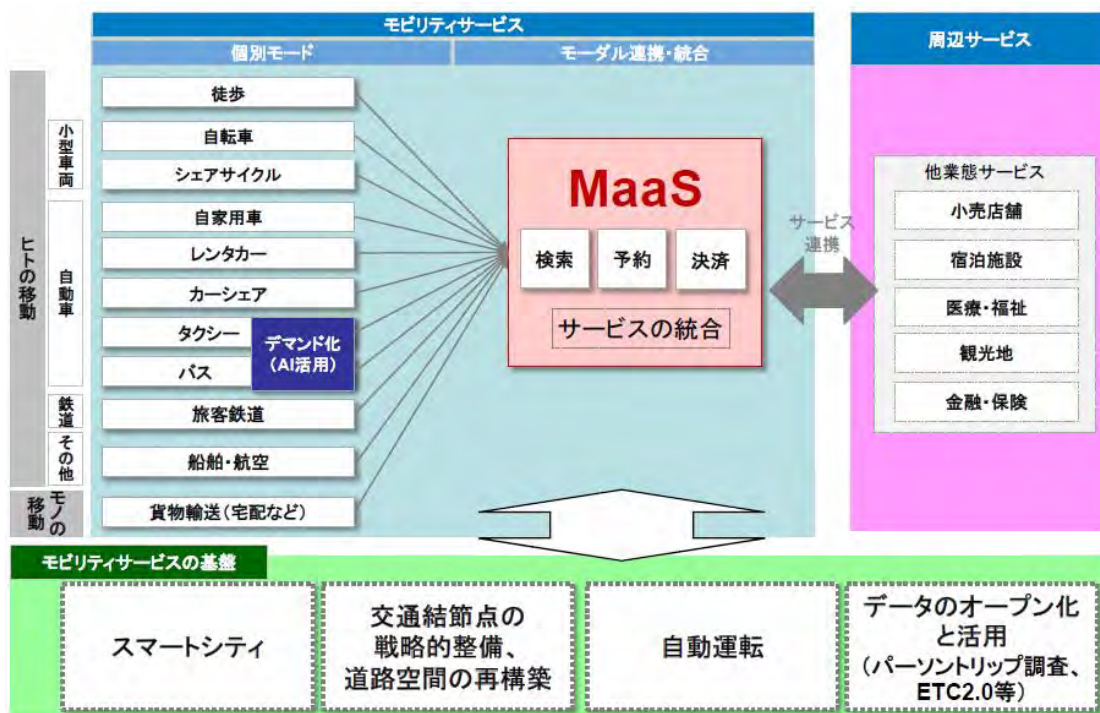 モビリティサービス
個別モード
モーダル連携・統合
周辺サービス
ヒトの移動
小型車両
徒歩
自転車
シェアサイクル
自動車
自家用車
レンタカー
カーシェア
タクシー
バス
デマンド化
(AI活用)
鉄道
旅客鉄道
その他
船舶・航空
モノの
移動
貨物輸送(宅配など)
MaaS
検索
予約
決済
サービスの統合
サービス
連携
他業態サービス
小売店舗
宿泊施設
医療・福祉
観光地
金融・保険
モビリティサービスの基盤
スマートシティ
交通結節点の
戦略的整備、
道路空間の再構築
自動運転
データのオープン化
と活用
(パーソントリップ調査、
ETC2.0等)